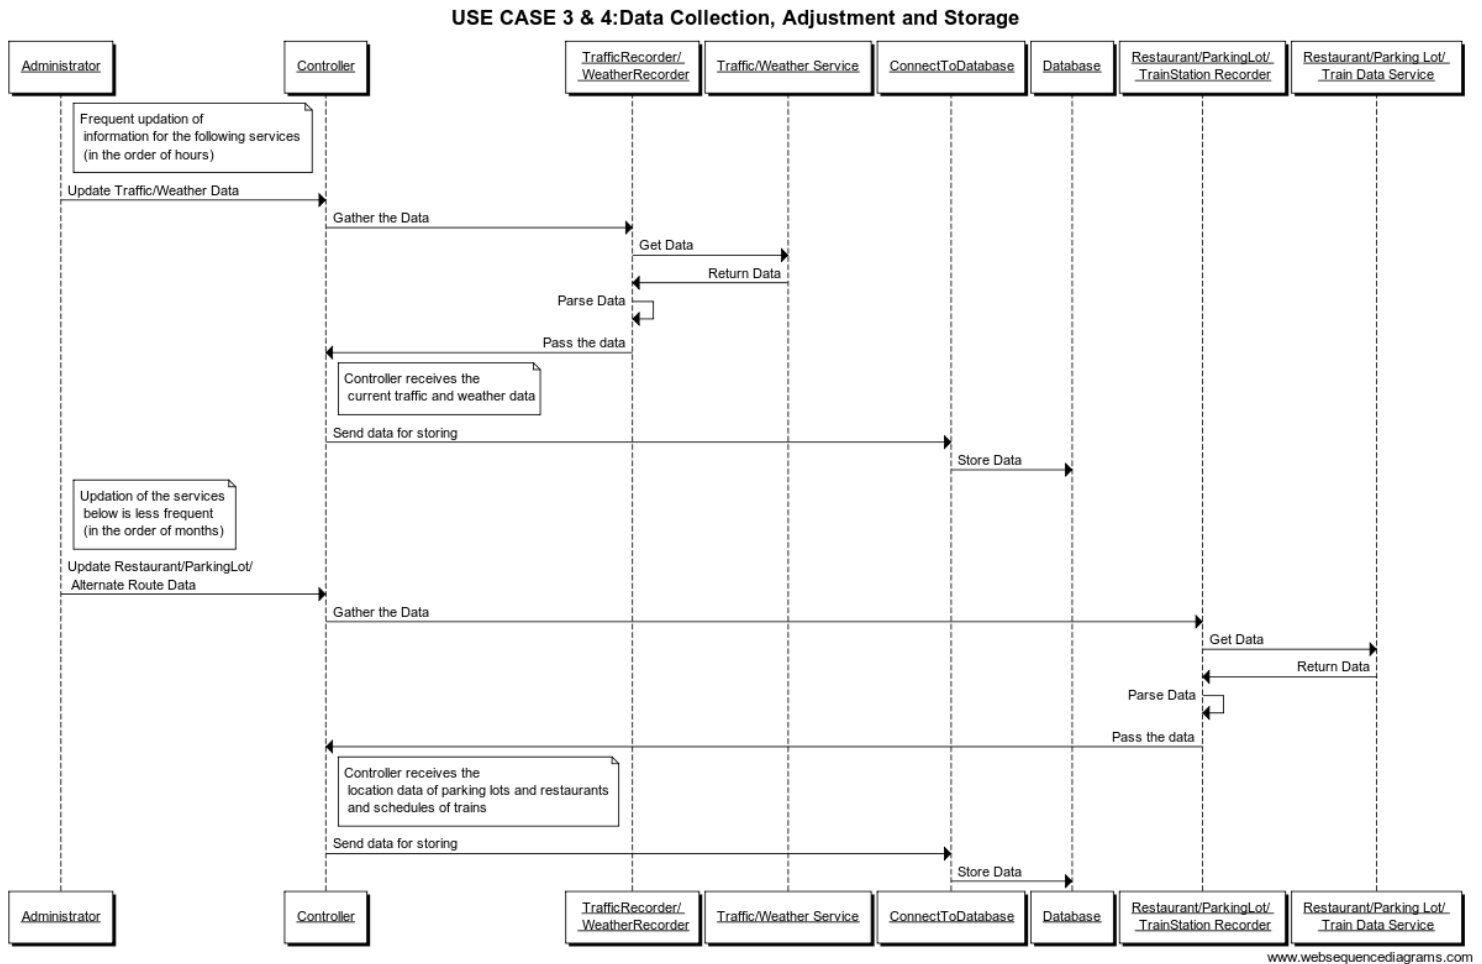 USE CASE 3 & 4:Data Collection, Adjustment and Storage
Administrator
Controller
TrafficRecorder/
WeatherRecorder
Traffic/Weather Service
ConnectToDatabase
Database
Restaurant/ParkingLot/
TrainStation Recorder
Restaurant/Parking Lot/
Train Data Service
Frequent updation of
information for the following services
(in the order of hours)
Update Traffic/Weather Data
Gather the Data
Get Data
Return Data
Parse Data
Pass the data
Controller receives the
current traffic and weather data
Send data for storing
Store Data
Updation of the services
below is less frequent
(in the order of months)
Update Restaurant/ParkingLot/
Alternate Route Data
Gather the Data
Get Data
Return Data
Parse Data
Pass the data
Controller receives the
location data of parking lots and restaurants
and schedules of trains
Send data for storing
Store Data
Administrator
Controller
TrafficRecorder/
WeatherRecorder
Traffic/Weather Service
ConnectToDatabase
Database
Restaurant/ParkingLot/
TrainStation Recorder
Restaurant/Parking Lot/
Train Data Service
www.websequencediagrams.com